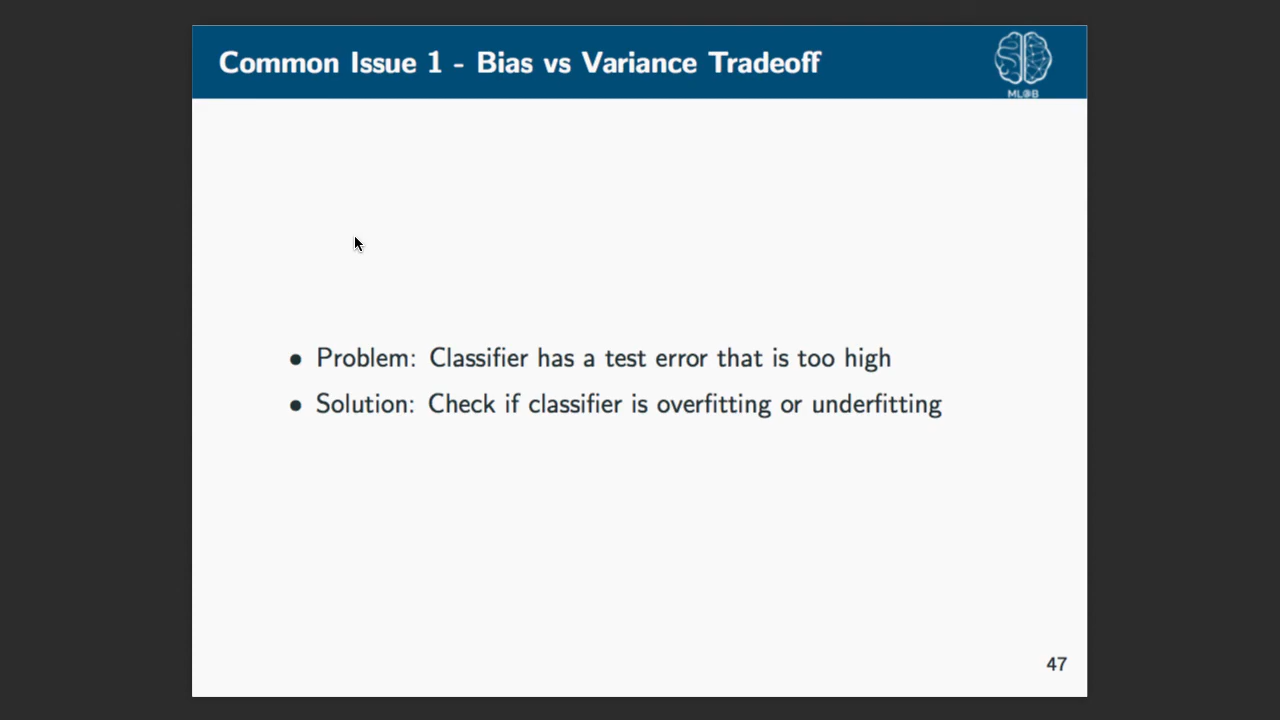 Common Issue 1 - Bias vs Variance Tradeoff
ML@B
• Problem: Classifier has a test error that is too high
• Solution: Check if classifier is overfitting or underfitting
47